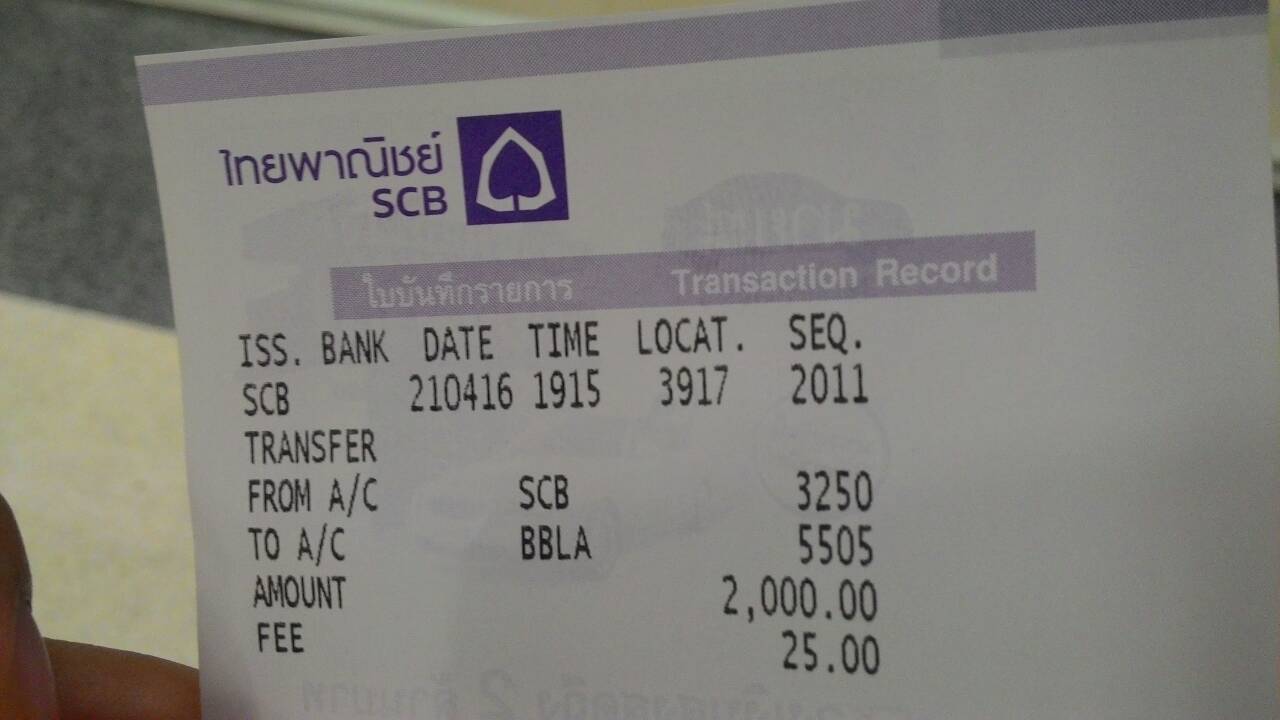 ไทยพาณิชย์
SCB
ใบบันทึกรายการ Transaction Record
ISS. BANK DATE TIME LOCAT. SEQ.
SCB 210416 1915 3917 2011
TRANSFER
FROM A/C SCB 3250
TO A/C BBLA 5505
AMOUNT 2,000.00
FEE 25.00